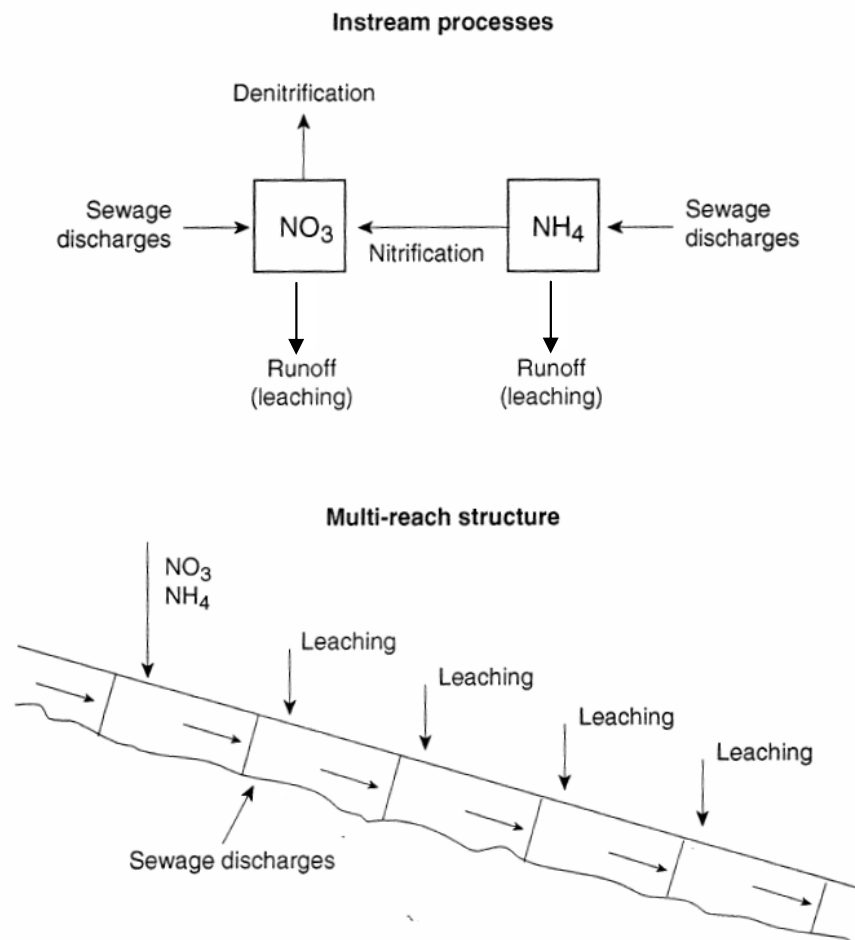 Instream processes
Denitrification
Sewage
discharges
NO3
Nitrification
NH4
Sewage
discharges
Runoff
(leaching)
Runoff
(leaching)
Multi-reach structure
NO3
NH4
Leaching
Leaching
Leaching
Leaching
Sewage discharges